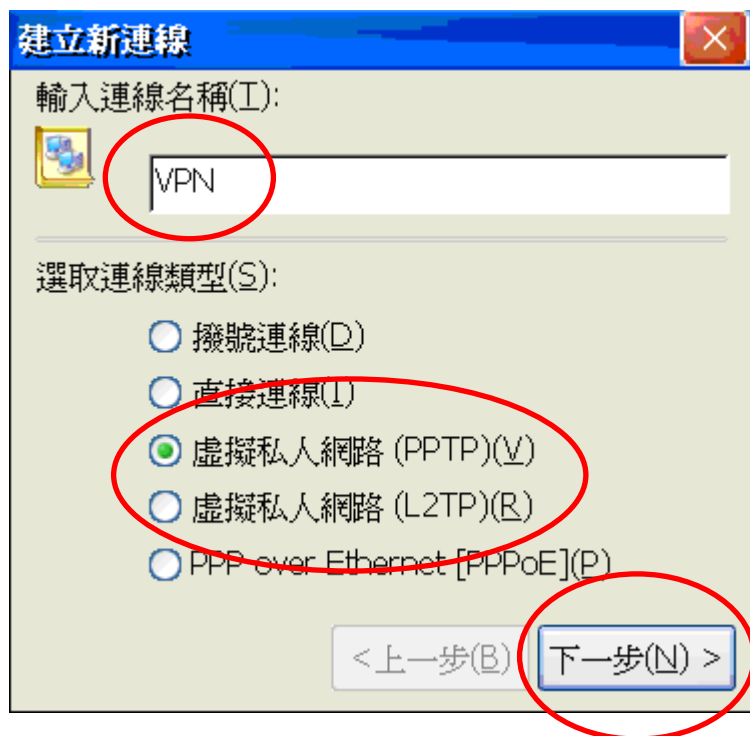 建立新連線
輸入連線名稱(T):
VPN
選取連線類型(S):
撥號連線(D)
直接連線(I)
虛擬私人網路 (PPTP)(V)
虛擬私人網路 (L2TP)(R)
PPP over Ethernet [PPPoE](P)
<上一步(B) 下一步(N) >